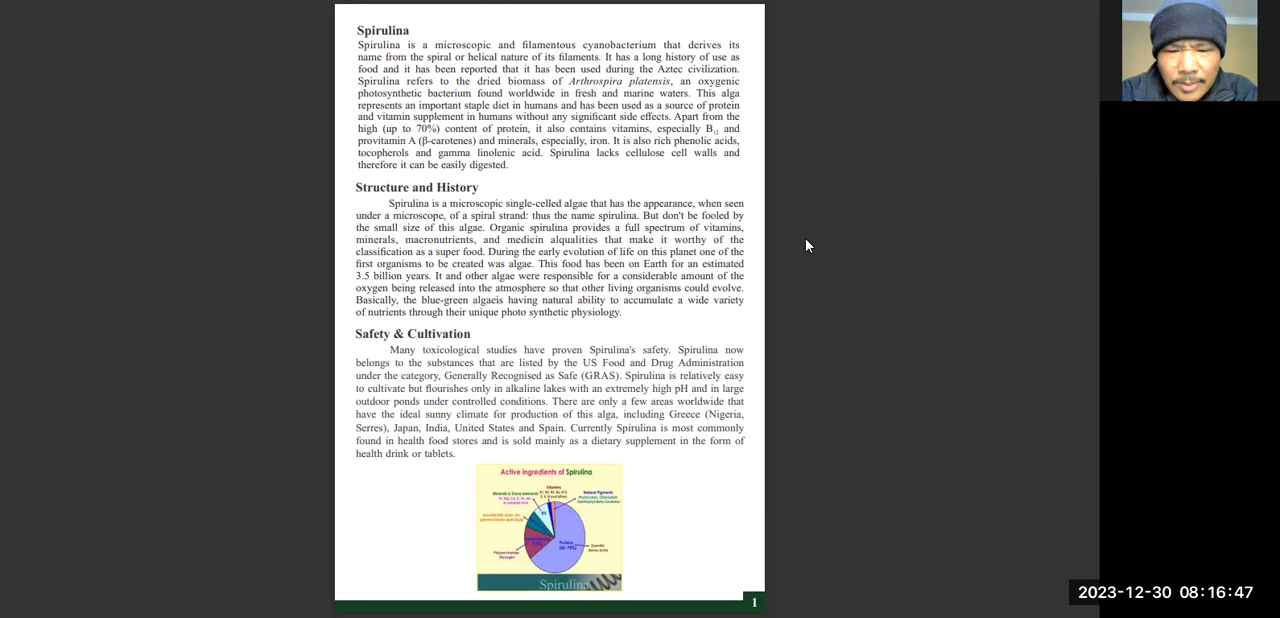 Spirulina
Spirulina is a microscopic and filamentous cyanobacterium that derives its
name from the spiral or helical nature of its filaments. It has a long history of use as
food and it has been reported that it has been used during the Aztec civilization.
Spirulina refers to the dried biomass of Arthrospira platensis, an oxygenic
photosynthetic bacterium found worldwide in fresh and marine waters. This alga
represents an important staple diet in humans and has been used as a source of protein
and vitamin supplement in humans without any significant side effects. Apart from the
high (up to 70%) content of protein, it also contains vitamins, especially B₁₂ and
provitamin A (β-carotenes) and minerals, especially, iron. It is also rich phenolic acids,
tocopherols and gamma linolenic acid. Spirulina lacks cellulose cell walls and
therefore it can be easily digested.
Structure and History
Spirulina is a microscopic single-celled algae that has the appearance, when seen
under a microscope, of a spiral strand: thus the name spirulina. But don't be fooled by
the small size of this algae. Organic spirulina provides a full spectrum of vitamins,
minerals, macronutrients, and medicin alqualities that make it worthy of the
classification as a super food. During the early evolution of life on this planet one of the
first organisms to be created was algae. This food has been on Earth for an estimated
3.5 billion years. It and other algae were responsible for a considerable amount of the
oxygen being released into the atmosphere so that other living organisms could evolve.
Basically, the blue-green algaeis having natural ability to accumulate a wide variety
of nutrients through their unique photo synthetic physiology.
Safety & Cultivation
Many toxicological studies have proven Spirulina's safety. Spirulina now
belongs to the substances that are listed by the US Food and Drug Administration
under the category, Generally Recognised as Safe (GRAS). Spirulina is relatively easy
to cultivate but flourishes only in alkaline lakes with an extremely high pH and in large
outdoor ponds under controlled conditions. There are only a few areas worldwide that
have the ideal sunny climate for production of this alga, including Greece (Nigeria,
Serres), Japan, India, United States and Spain. Currently Spirulina is most commonly
found in health food stores and is sold mainly as a dietary supplement in the form of
health drink or tablets.
Active ingredients of Spirulina
Vitamins
Natural Pigments
Proteins
(60-70%)
Essential
Amino Acids
Polysaccharides
Glycogen
Spirulina
1
2023-12-30 08:16:47